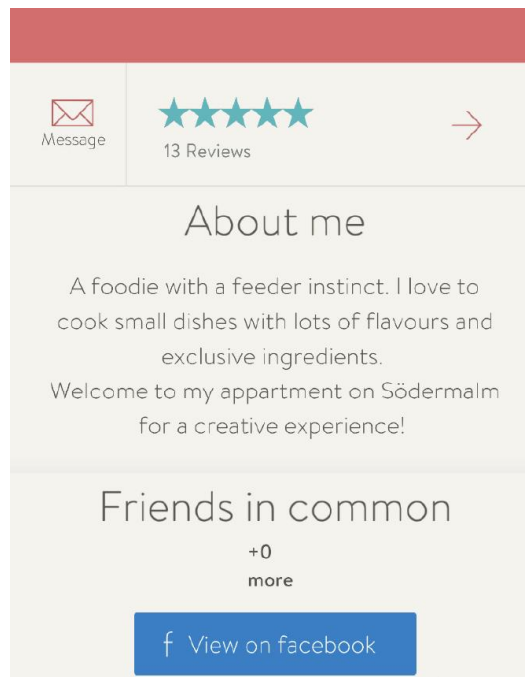 Message
13 Reviews
About me
A foodie with a feeder instinct. I love to
cook small dishes with lots of flavours and
exclusive ingredients.
Welcome to my appartment on Södermalm
for a creative experience!
Friends in common
+0
more
f View on facebook